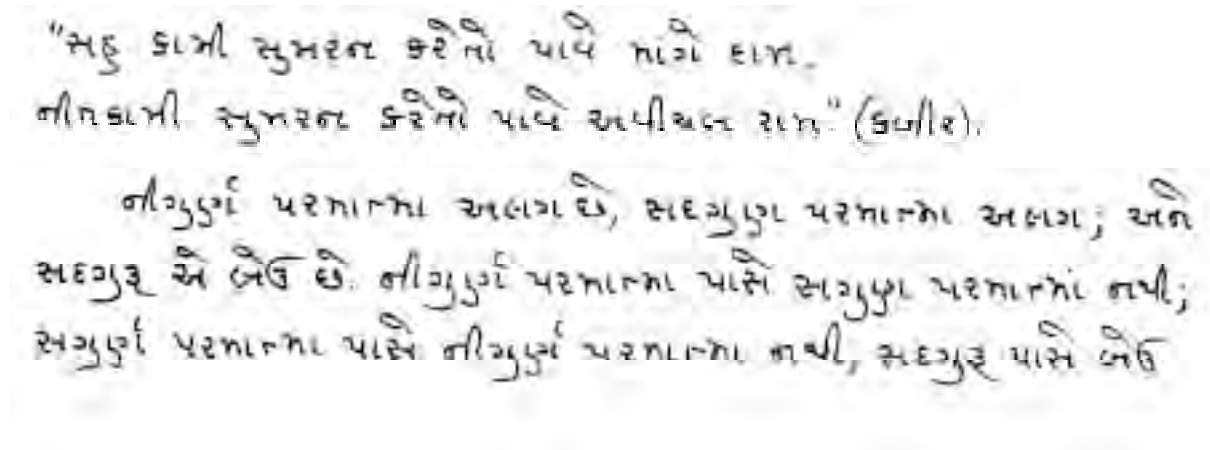 "સહુ કામી સુમરન કરેતો પાવે માંગે દામ.
નીતકામી સુમરન કરેતો પાવે અવીચલ રામ" (કબીર).
નીગુર્ણ પરમાત્મા અલગ છે, સદગુણ પરમાત્મા અલગ; અને
સદગુરૂ એ બેઉ છે. નીગુર્ણ પરમાત્મા પાસે સગુણ પરમાત્માં નથી;
સગુર્ણ પરમાત્મા પાસે નીગુર્ણ પરમાત્મા નથી, સદગુરૂ પાસે બેઉ